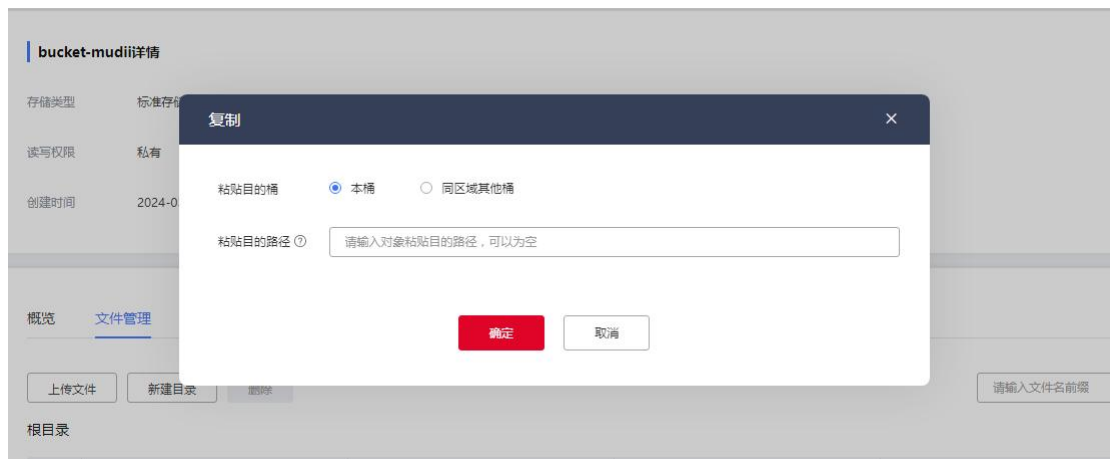 bucket-mudii详情
存储类型 标准存储
读写权限 私有
创建时间 2024-0
复制
粘贴目的桶 本桶 同区域其他桶
粘贴目的路径 请输入对象粘贴目的路径，可以为空
确定 取消
概览 文件管理
上传文件 新建目录 删除 请输入文件名前缀
根目录